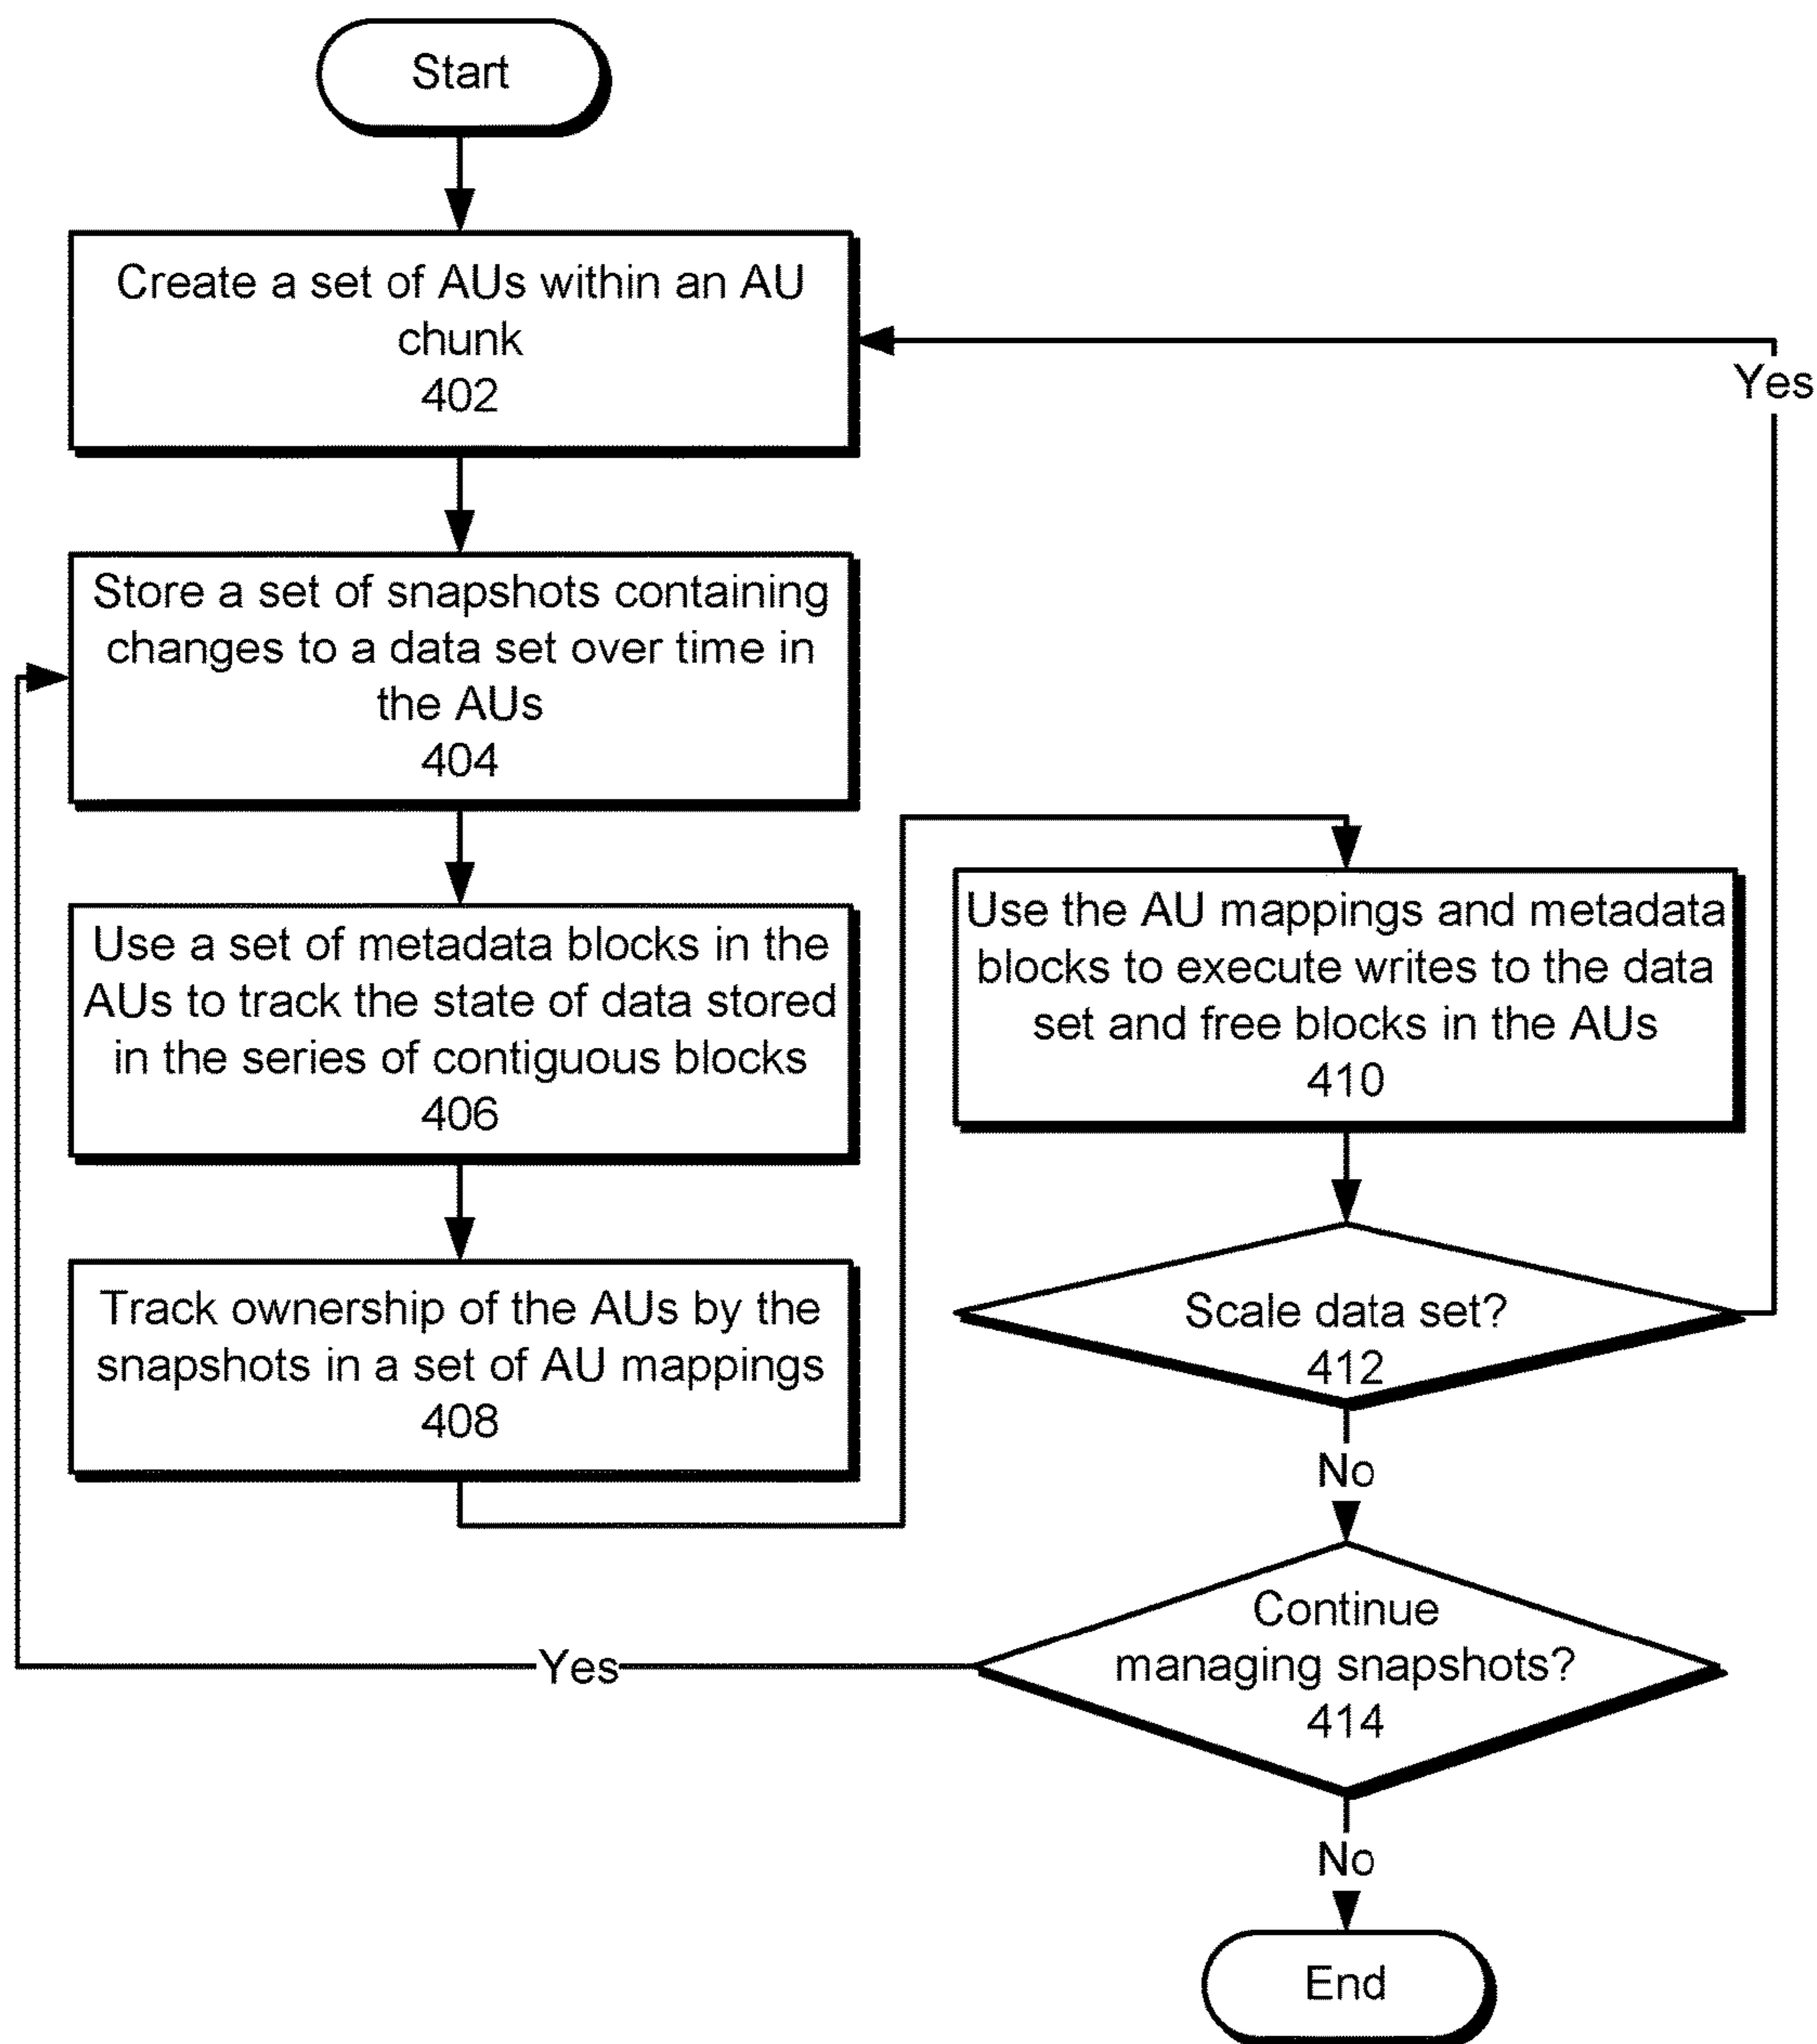 Start
Create a set of AUs within an AU
chunk
402
Yes
Store a set of snapshots containing
changes to a data set over time in
the AUs
404
Use a set of metadata blocks in the
AUs to track the state of data stored
in the series of contiguous blocks
406
Track ownership of the AUs by the
snapshots in a set of AU mappings
408
Use the AU mappings and metadata
blocks to execute writes to the data
set and free blocks in the AUs
410
Scale data set?
412
No
Continue
managing snapshots?
414
Yes
No
End